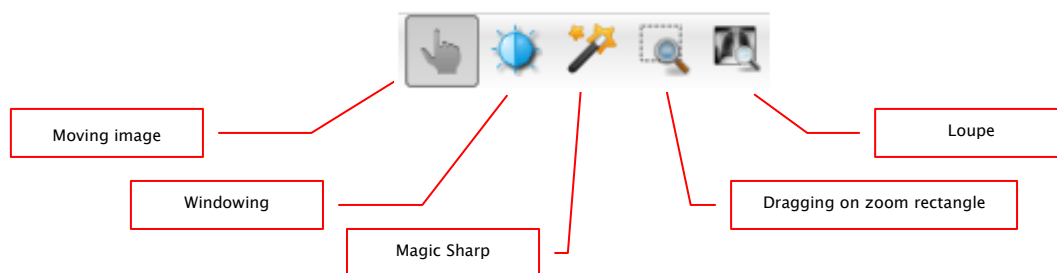 Moving image
Loupe
Windowing
Dragging on zoom rectangle
Magic Sharp